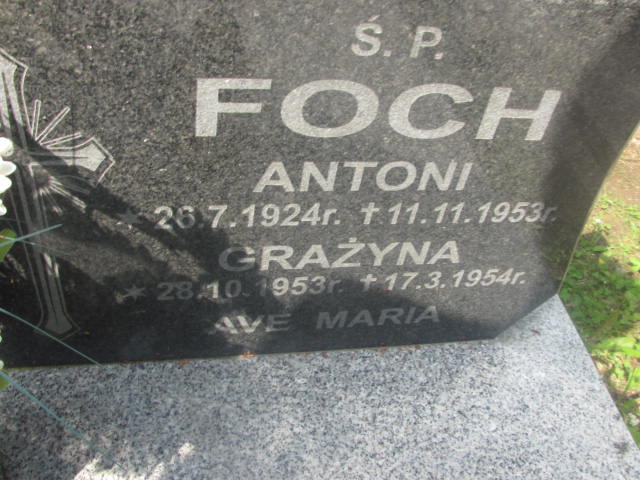 Ś. P.
FOCH
ANTONI
* 26.7.1924r. † 11.11.1953r.
GRAŻYNA
* 28.10.1953r. † 17.3.1954r.
AVE MARIA